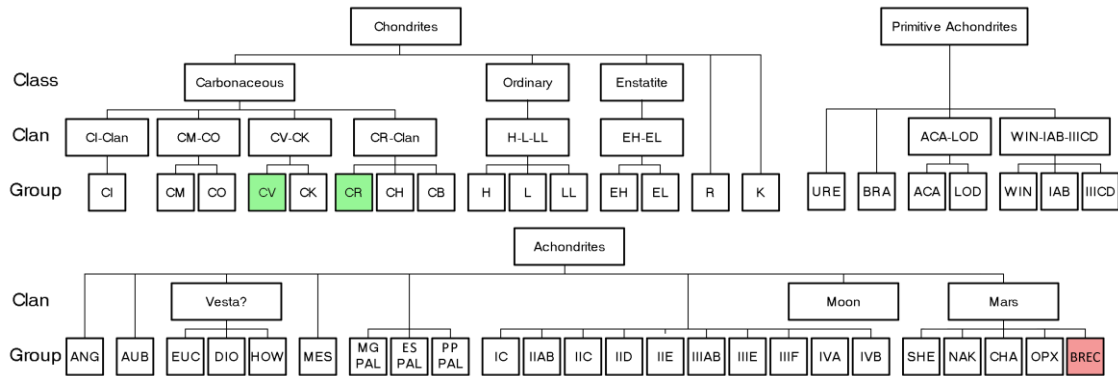 Chondrites Primitive Achondrites
Class Carbonaceous Ordinary Enstatite
Clan CI-Clan CM-CO CV-CK CR-Clan H-L-LL EH-EL ACA-LOD WIN-IAB-IIICD
Group CI CM CO CV CK CR CH CB H L LL EH EL R K URE BRA ACA LOD WIN IAB IIICD
Achondrites
Clan Vesta? Moon Mars
Group ANG AUB EUC DIO HOW MES MG PAL ES PAL PP PAL IC IIAB IIC IID IIE IIIAB IIIE IIIF IVA IVB SHE NAK CHA OPX BREC